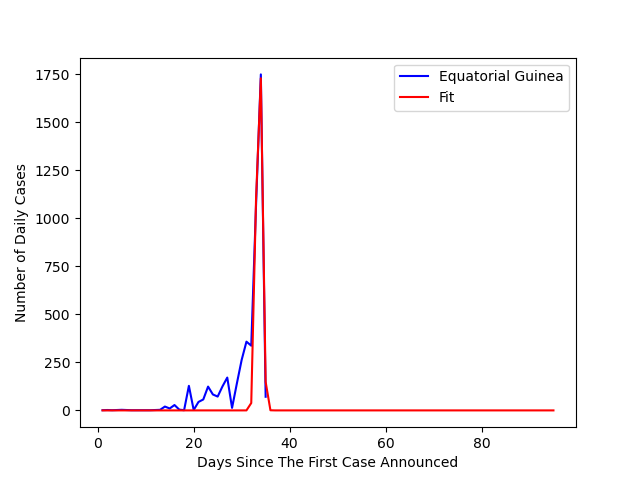 Equatorial Guinea
Fit
1750
1500
1250
1000
750
500
250
0
0 20 40 60 80
Number of Daily Cases
Days Since The First Case Announced